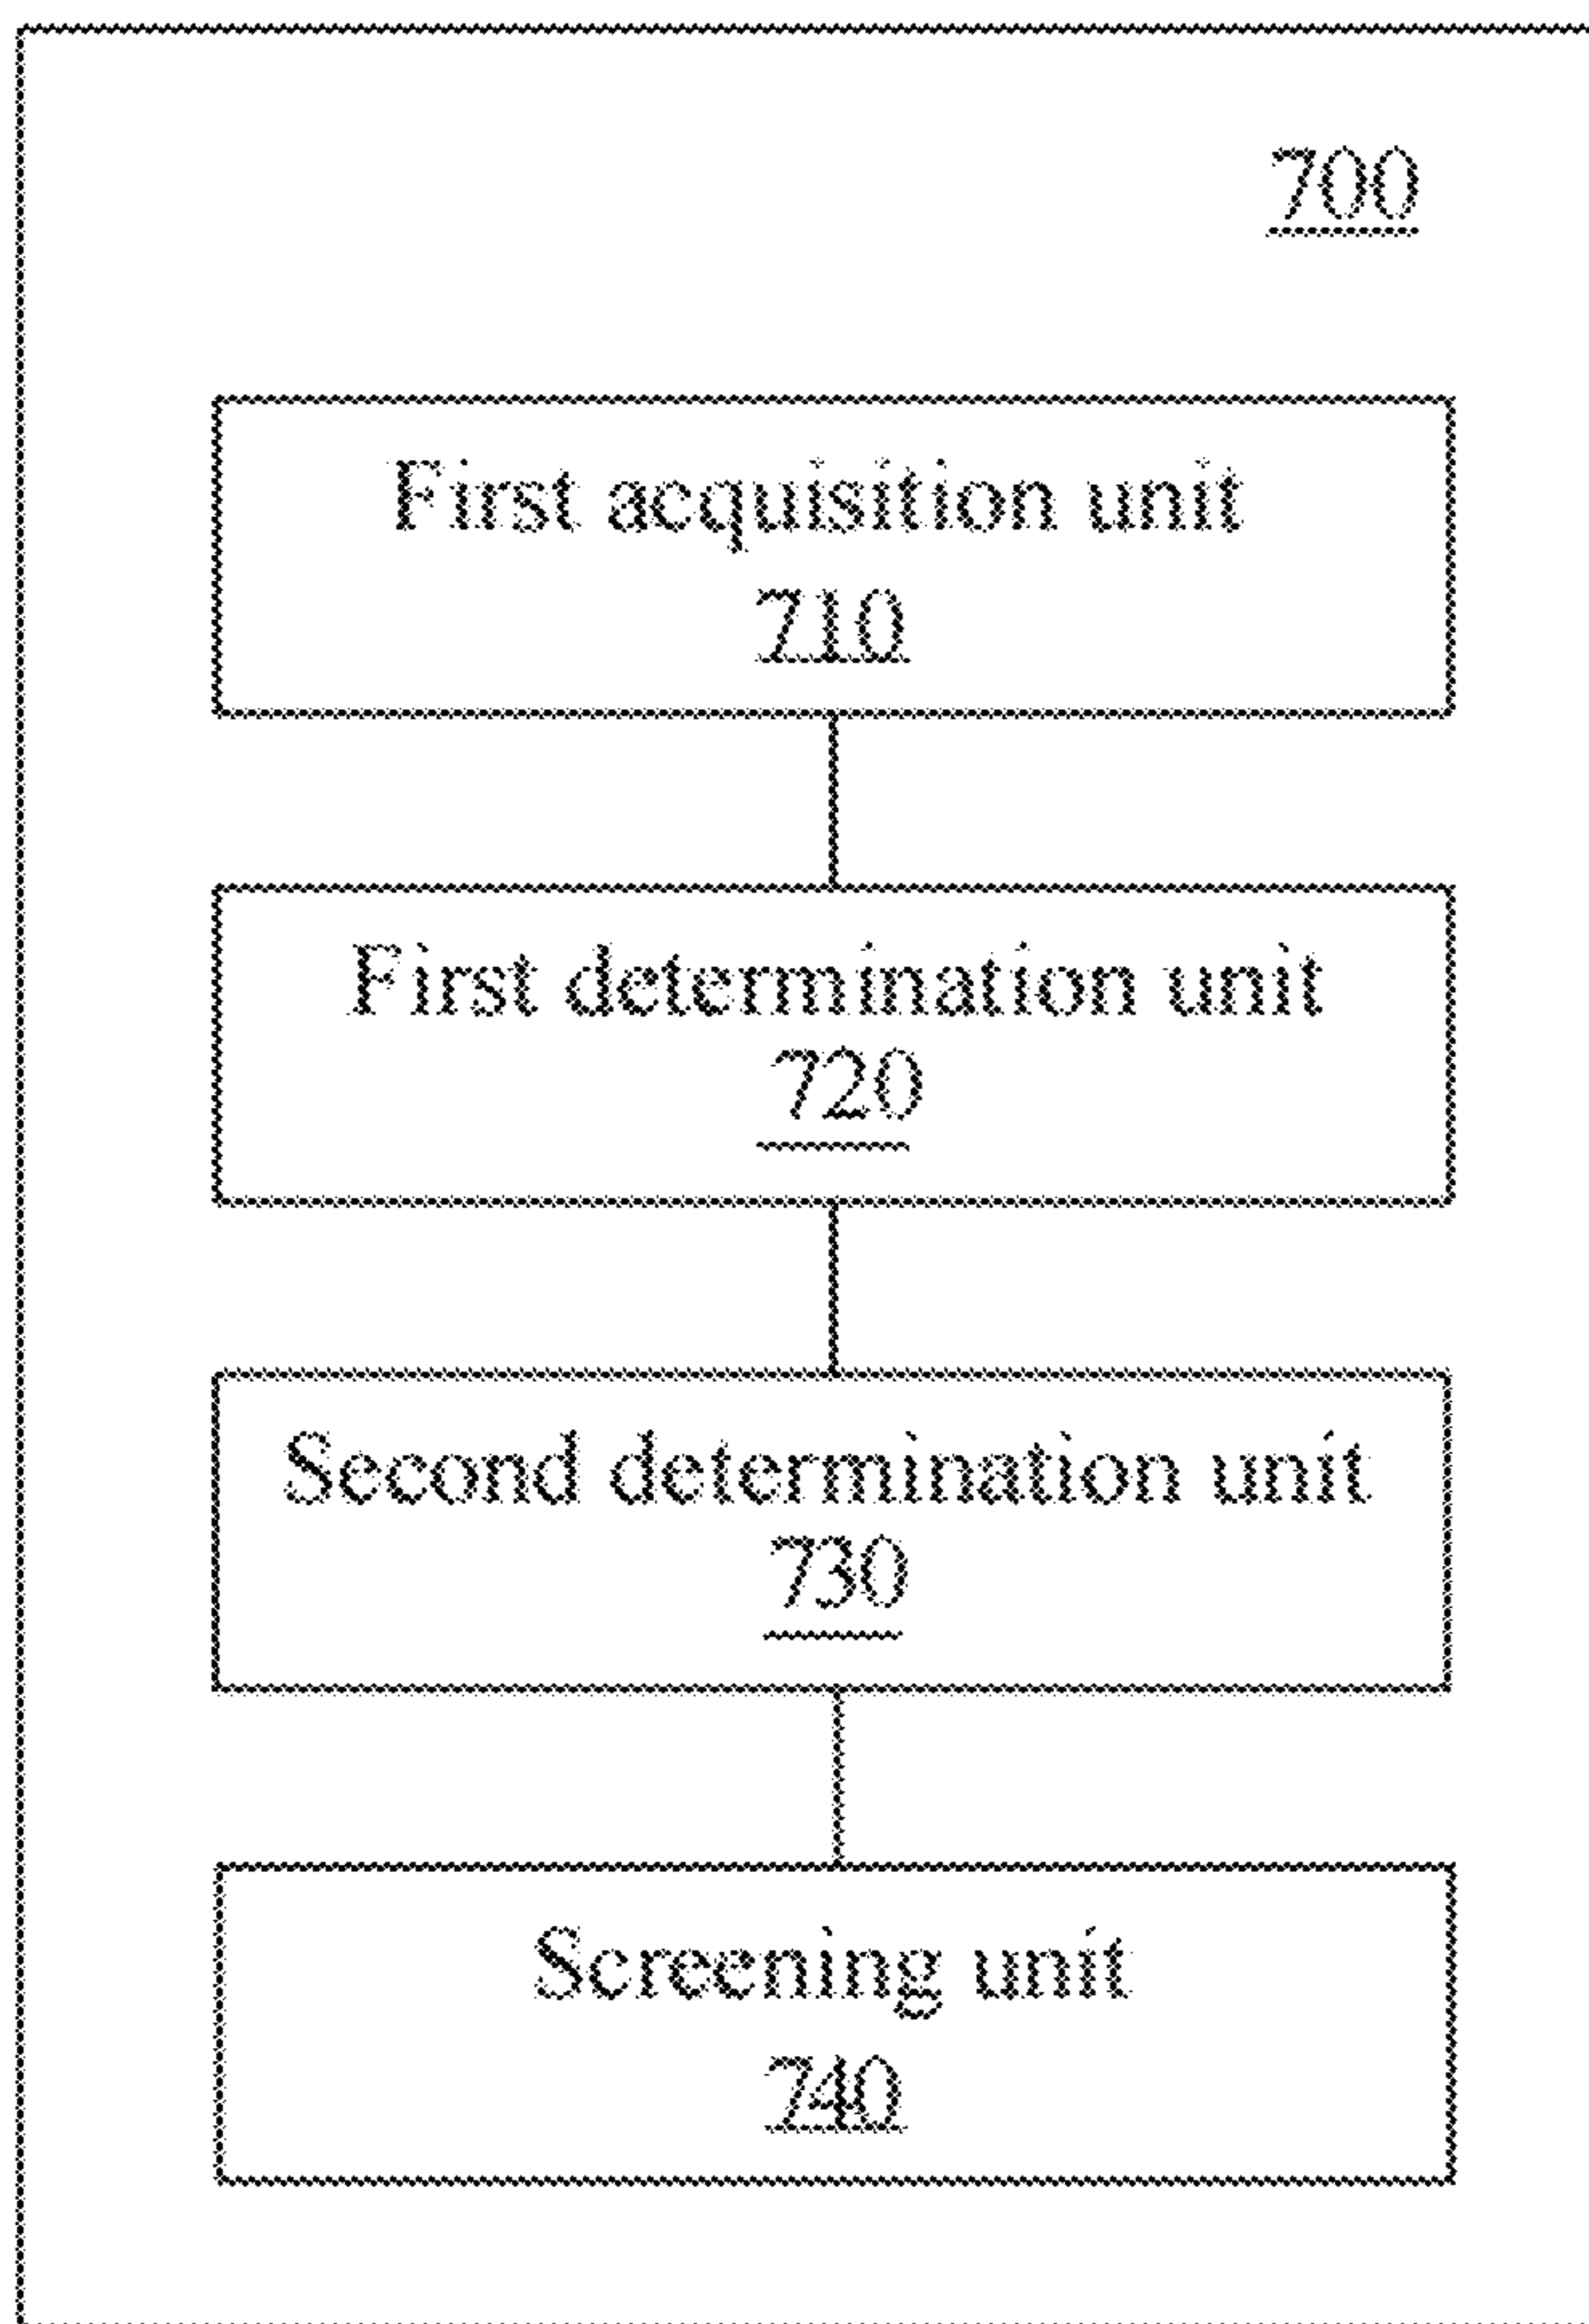 700
First acquisition unit
710
First determination unit
720
Second determination unit
730
Screening unit
740